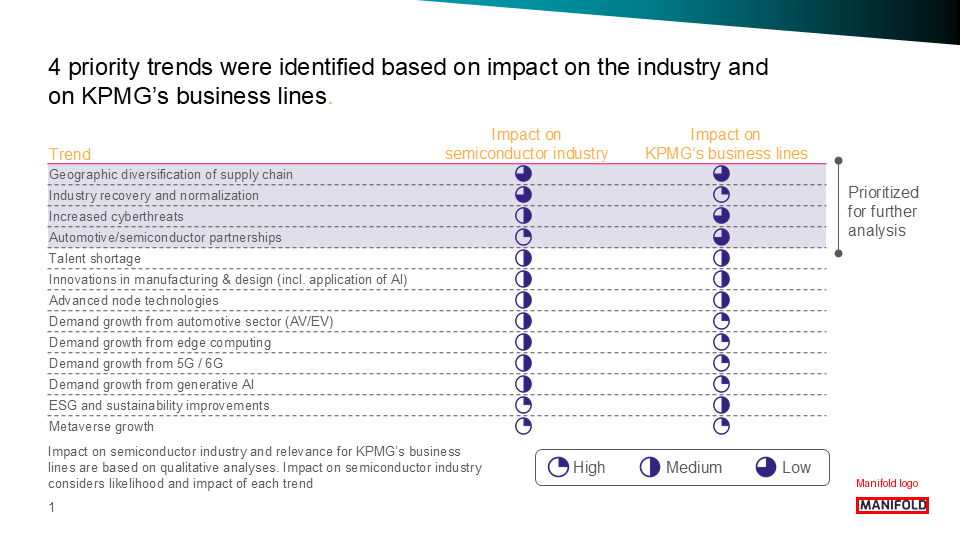 4 priority trends were identified based on impact on the industry and
on KPMG’s business lines.
Trend
Impact on
semiconductor industry
Impact on
KPMG’s business lines
Geographic diversification of supply chain
Industry recovery and normalization
Increased cyberthreats
Automotive/semiconductor partnerships
Talent shortage
Innovations in manufacturing & design (incl. application of AI)
Advanced node technologies
Demand growth from automotive sector (AV/EV)
Demand growth from edge computing
Demand growth from 5G / 6G
Demand growth from generative AI
ESG and sustainability improvements
Metaverse growth
Prioritized
for further
analysis
Impact on semiconductor industry and relevance for KPMG’s business
lines are based on qualitative analyses. Impact on semiconductor industry
considers likelihood and impact of each trend
High Medium Low
1
Manifold logo
MANIFOLD